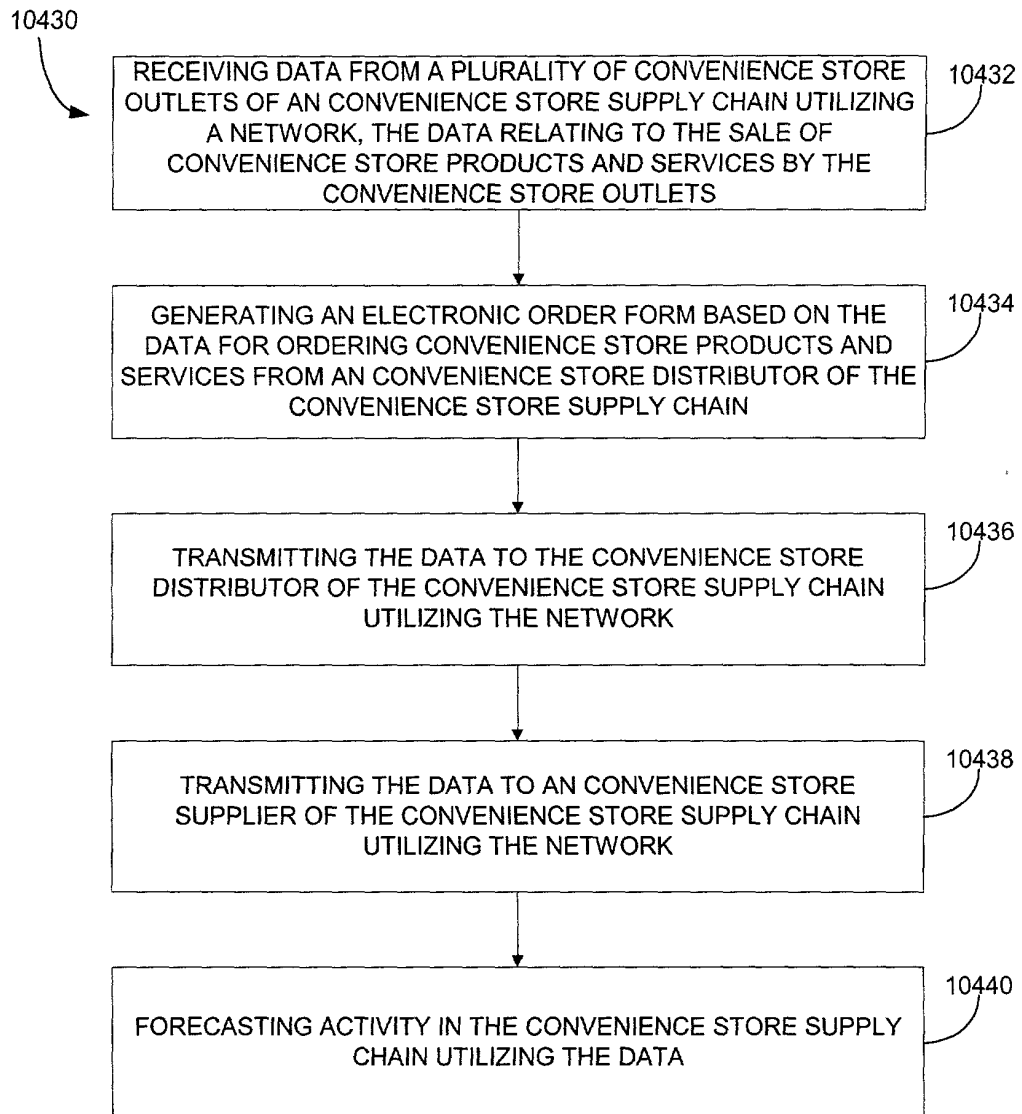 10430
RECEIVING DATA FROM A PLURALITY OF CONVENIENCE STORE
OUTLETS OF AN CONVENIENCE STORE SUPPLY CHAIN UTILIZING
A NETWORK, THE DATA RELATING TO THE SALE OF
CONVENIENCE STORE PRODUCTS AND SERVICES BY THE
CONVENIENCE STORE OUTLETS
10432
GENERATING AN ELECTRONIC ORDER FORM BASED ON THE
DATA FOR ORDERING CONVENIENCE STORE PRODUCTS AND
SERVICES FROM AN CONVENIENCE STORE DISTRIBUTOR OF THE
CONVENIENCE STORE SUPPLY CHAIN
10434
TRANSMITTING THE DATA TO THE CONVENIENCE STORE
DISTRIBUTOR OF THE CONVENIENCE STORE SUPPLY CHAIN
UTILIZING THE NETWORK
10436
TRANSMITTING THE DATA TO AN CONVENIENCE STORE
SUPPLIER OF THE CONVENIENCE STORE SUPPLY CHAIN
UTILIZING THE NETWORK
10438
FORECASTING ACTIVITY IN THE CONVENIENCE STORE SUPPLY
CHAIN UTILIZING THE DATA
10440